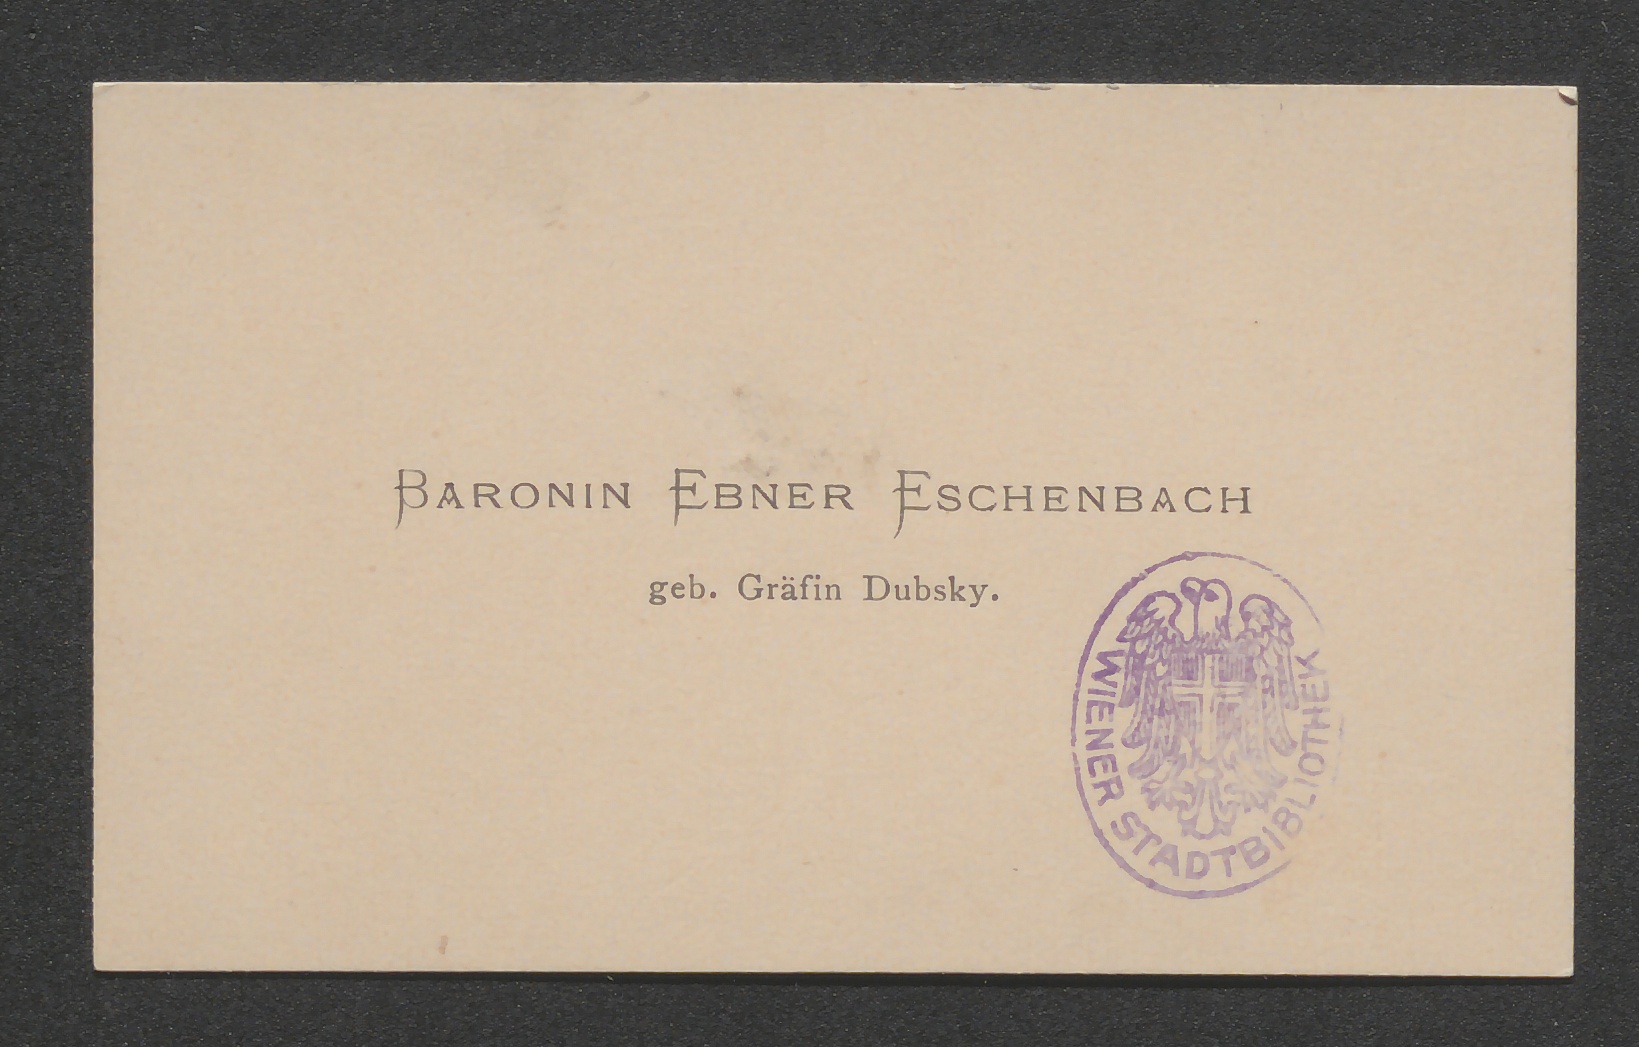 BARONIN EBNER ESCHENBACH
geb. Gräfin Dubsky.
WIENER STADTBIBLIOTHEK